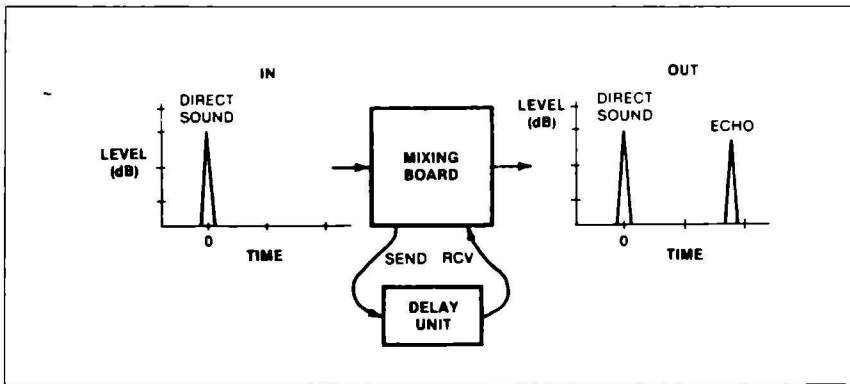 IN
DIRECT
SOUND
LEVEL
(dB)
0
TIME
MIXING
BOARD
SEND RCV
DELAY
UNIT
OUT
LEVEL
(dB)
DIRECT
SOUND
ECHO
0
TIME